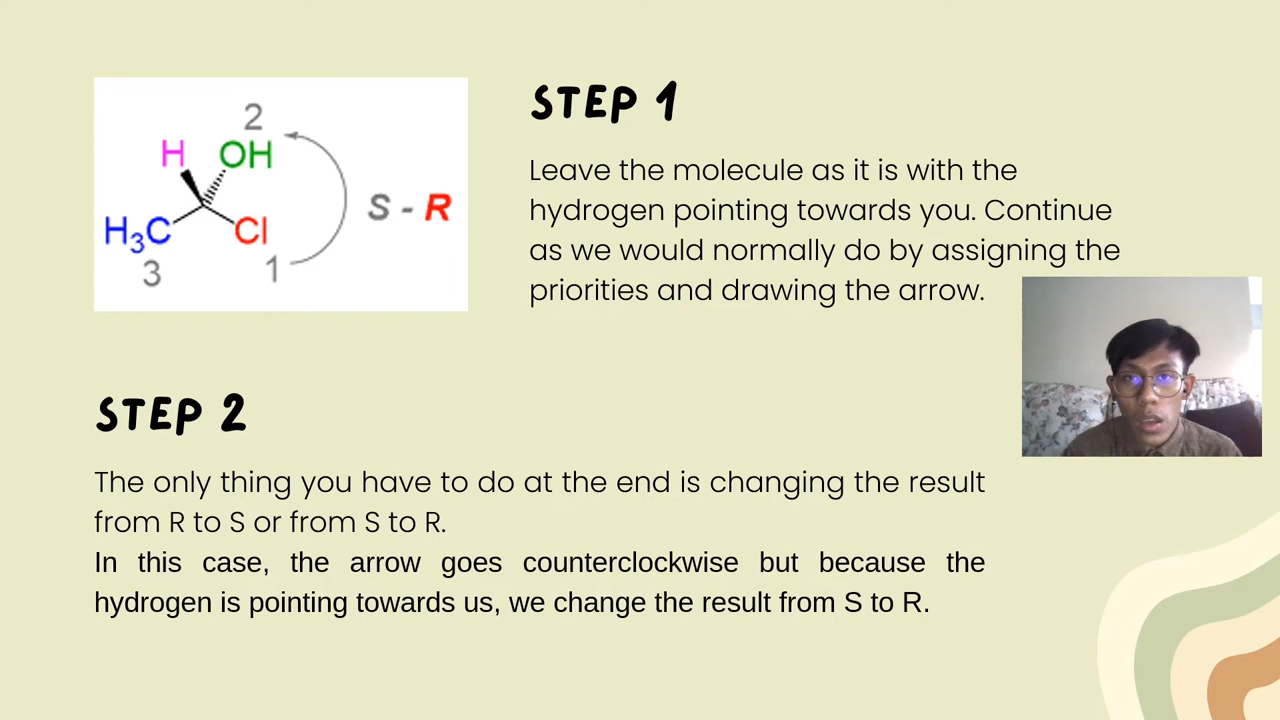 2
H OH
S - R
H3C Cl
3 1
STEP 1
Leave the molecule as it is with the
hydrogen pointing towards you. Continue
as we would normally do by assigning the
priorities and drawing the arrow.
STEP 2
The only thing you have to do at the end is changing the result
from R to S or from S to R.
In this case, the arrow goes counterclockwise but because the
hydrogen is pointing towards us, we change the result from S to R.